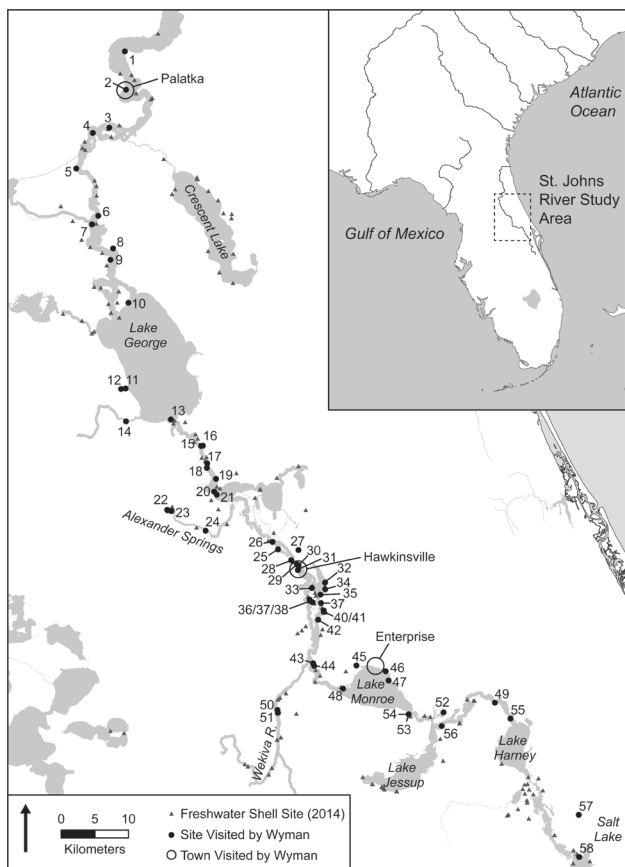 1
2
Palatka
3
4
5
6
7
8
9
10
Crescent Lake
Lake
George
12 11
13
14
15
16
17
18
19
20
21
22
23
24
Alexander Springs
26
25
27
30
31
28
29
Hawkinsville
32
33
34
35
36/37/38
37
40/41
42
43
44
Enterprise
45
46
47
48
Lake
Monroe
49
50
51
Wekiva R.
52
54
53
55
56
Lake
Harney
Lake
Jessup
57
Salt
Lake
58
Atlantic
Ocean
St. Johns
River Study
Area
Gulf of Mexico
0 5 10
Kilometers
Freshwater Shell Site (2014)
Site Visited by Wyman
Town Visited by Wyman